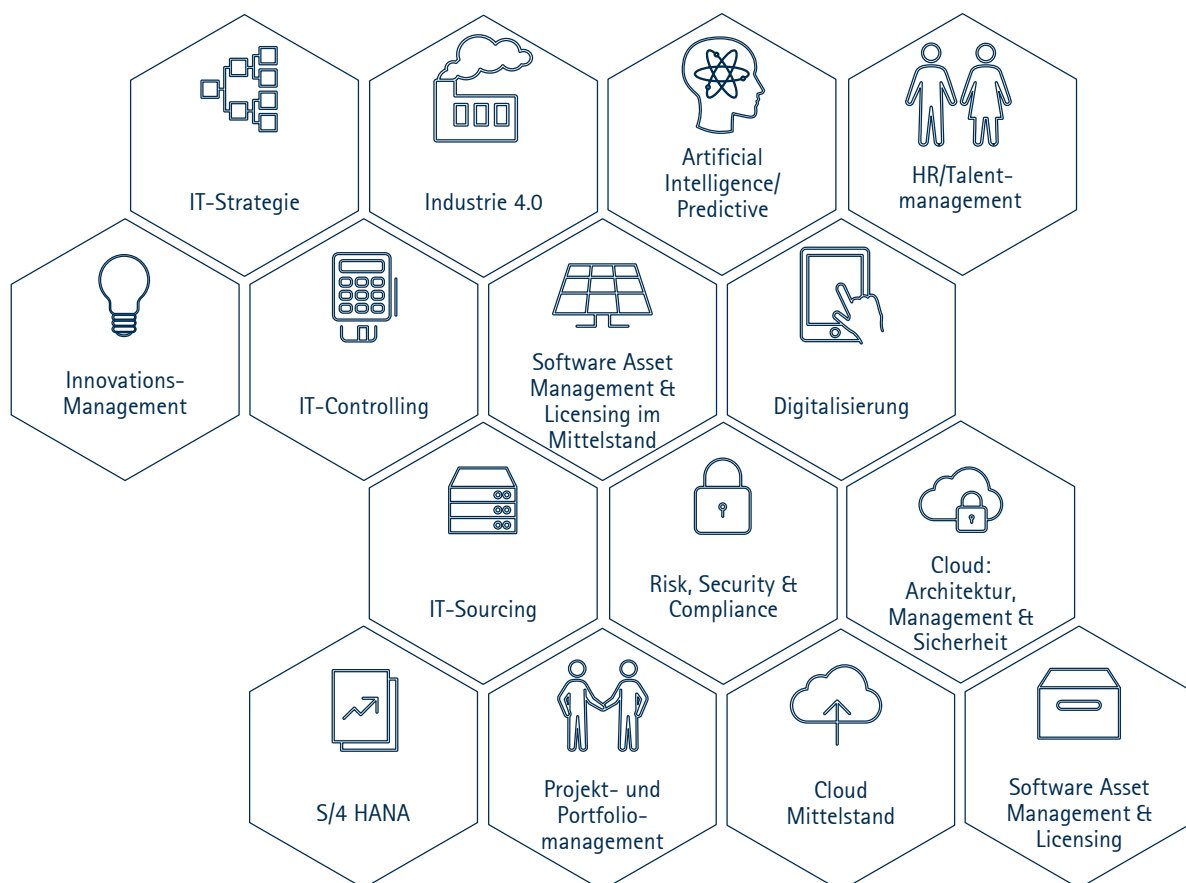 IT-Strategie
Industrie 4.0
Artificial
Intelligence/
Predictive
HR/Talent-
management
Innovations-
Management
IT-Controlling
Software Asset
Management &
Licensing im
Mittelstand
Digitalisierung
IT-Sourcing
Risk, Security &
Compliance
Cloud:
Architektur,
Management &
Sicherheit
S/4 HANA
Projekt- und
Portfolio-
management
Cloud
Mittelstand
Software Asset
Management &
Licensing